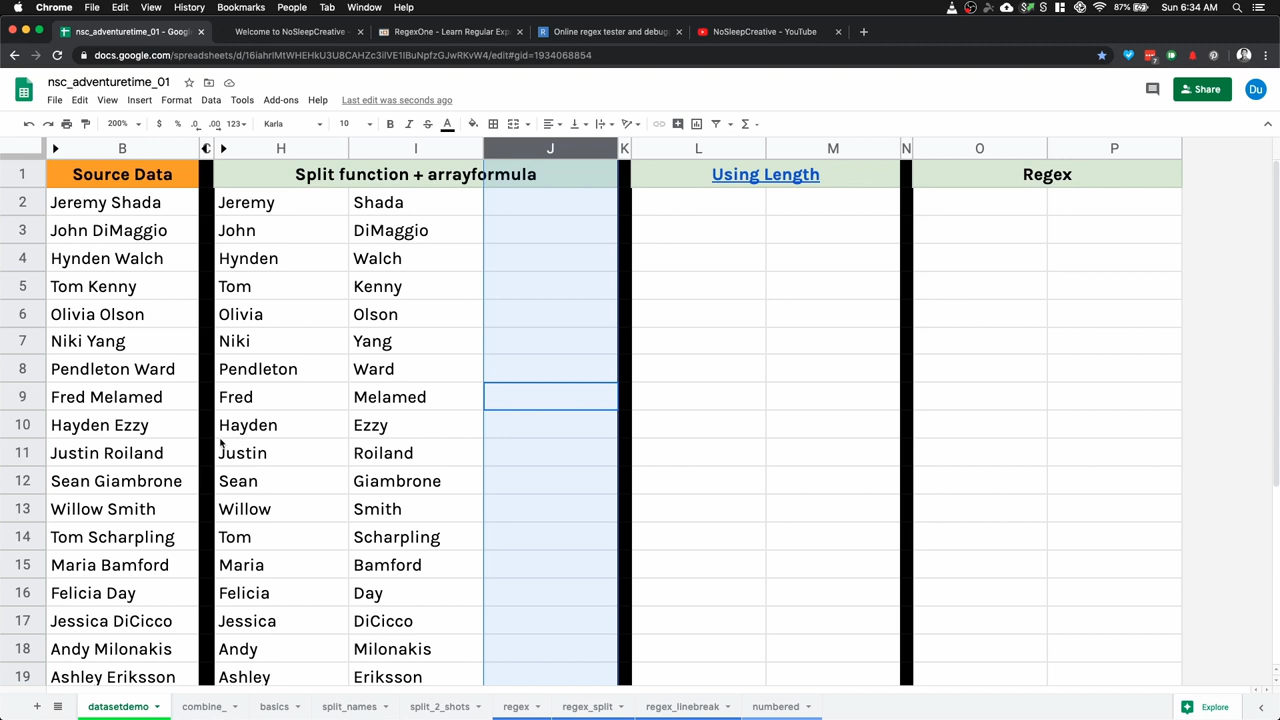 Chrome File Edit View History Bookmarks People Tab Window Help 87% Sun 6:34 AM
nsc_adventuretime_01 - Googl Welcome to NoSleepCreative - RegexOne - Learn Regular Exp Online regex tester and debug NoSleepCreative - YouTube
docs.google.com/spreadsheets/d/16iahrIMtWHEHkU3U8CAHZc3iIVE1IBuNpfzGJwRKvW4/edit#gid=1934068854
nsc_adventuretime_01
File Edit View Insert Format Data Tools Add-ons Help Last edit was seconds ago Share Du
200% $ % .0 .00 123 Karla 10 B I S A
B C H I J K L M N O P
1 Source Data Split function + arrayformula Using Length Regex
2 Jeremy Shada Jeremy Shada
3 John DiMaggio John DiMaggio
4 Hynden Walch Hynden Walch
5 Tom Kenny Tom Kenny
6 Olivia Olson Olivia Olson
7 Niki Yang Niki Yang
8 Pendleton Ward Pendleton Ward
9 Fred Melamed Fred Melamed
10 Hayden Ezzy Hayden Ezzy
11 Justin Roiland Justin Roiland
12 Sean Giambrone Sean Giambrone
13 Willow Smith Willow Smith
14 Tom Scharpling Tom Scharpling
15 Maria Bamford Maria Bamford
16 Felicia Day Felicia Day
17 Jessica DiCicco Jessica DiCicco
18 Andy Milonakis Andy Milonakis
19 Ashley Eriksson Ashley Eriksson
datasetdemo combine_ basics split_names split_2_shots regex regex_split regex_linebreak numbered Explore